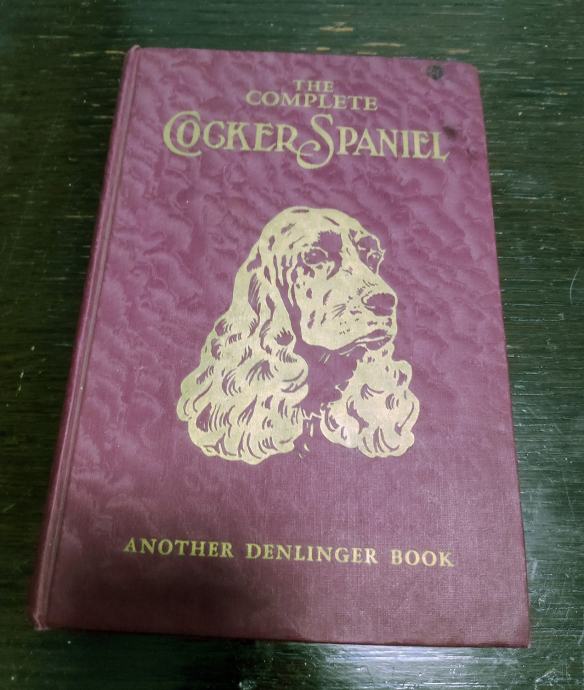 THE
COMPLETE
COCKER SPANIEL
ANOTHER DENLINGER BOOK